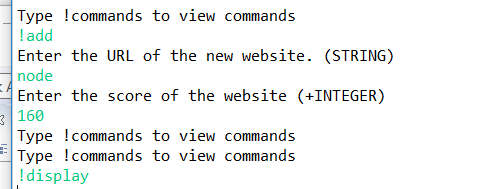 Type !commands to view commands
!add
Enter the URL of the new website. (STRING)
node
Enter the score of the website (+INTEGER)
160
Type !commands to view commands
Type !commands to view commands
!display